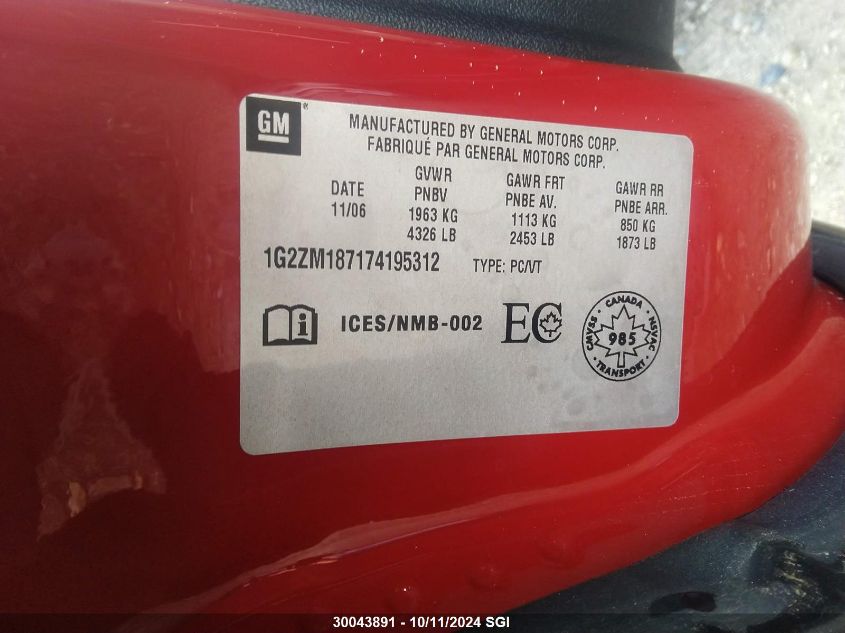 GM®
MANUFACTURED BY GENERAL MOTORS CORP.
FABRIQUÉ PAR GENERAL MOTORS CORP.
DATE
11/06
GVWR
PNBV
1963 KG
4326 LB
GAWR FRT
PNBE AV.
1113 KG
2453 LB
GAWR RR
PNBE ARR.
850 KG
1873 LB
1G2ZM187174195312 TYPE: PC/VT
i ICES/NMB-002 EC
CANADA
CMVSS 985 NSVAC
TRANSPORT
30043891 - 10/11/2024 SGI